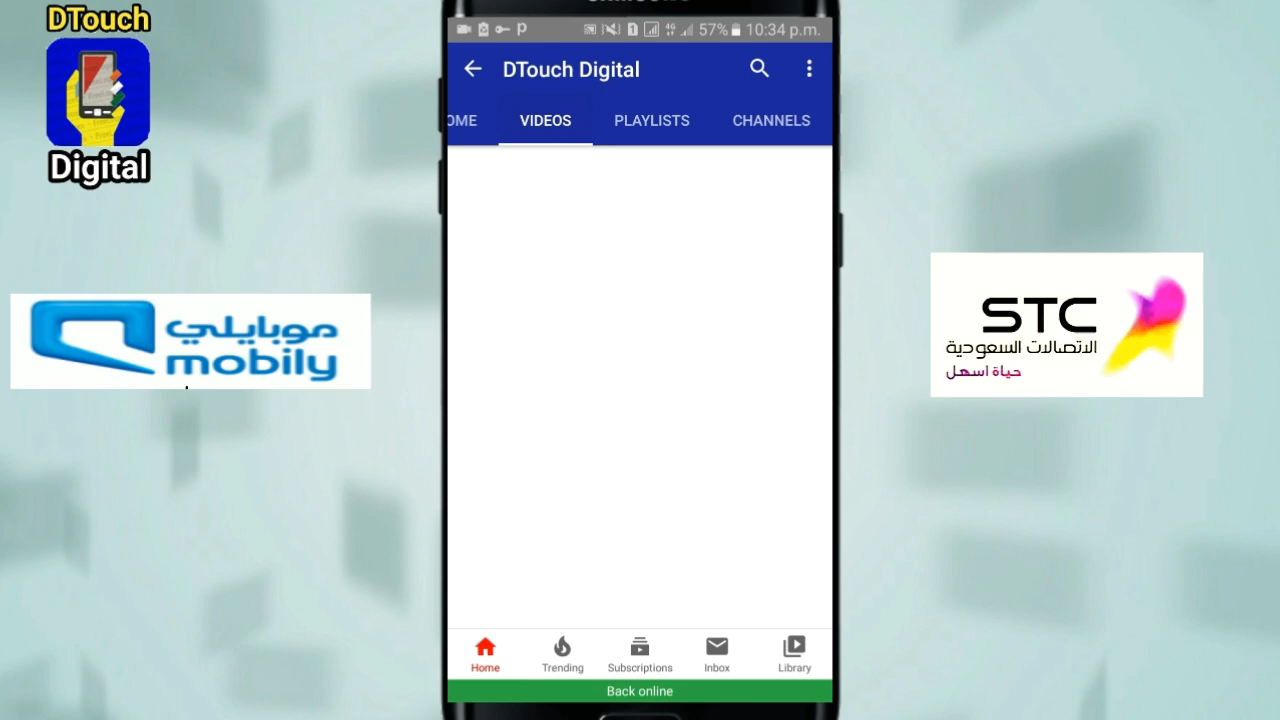 DTouch
Digital
57% 10:34 p.m.
DTouch Digital
OME VIDEOS PLAYLISTS CHANNELS
موبايلي
mobily
STC
الاتصالات السعودية
حياة اسهل
Home Trending Subscriptions Inbox Library
Back online